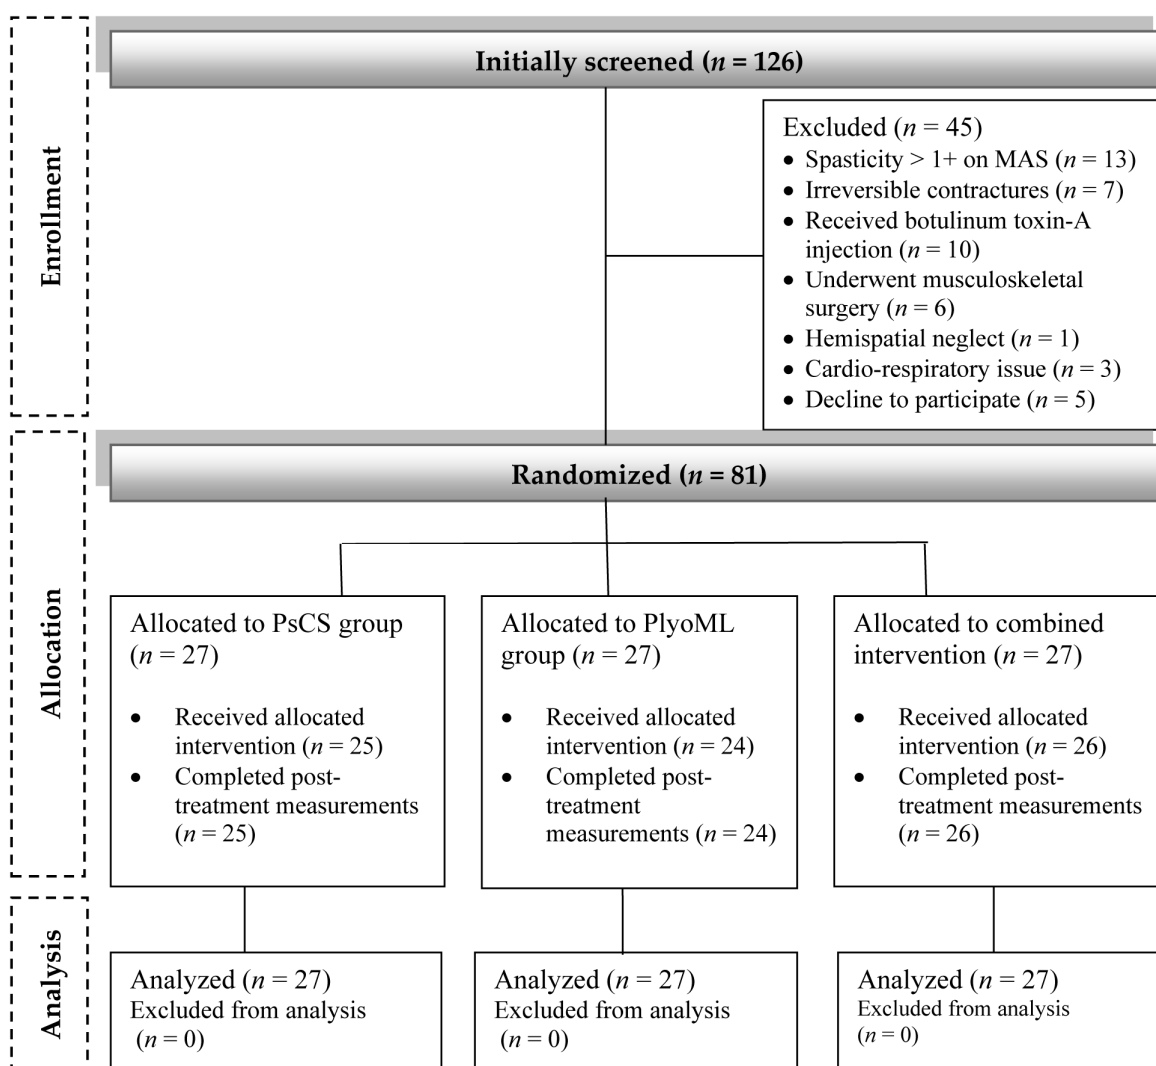 Enrollment
Initially screened (n = 126)
Excluded (n = 45)
• Spasticity > 1+ on MAS (n = 13)
• Irreversible contractures (n = 7)
• Received botulinum toxin-A
injection (n = 10)
• Underwent musculoskeletal
surgery (n = 6)
• Hemispatial neglect (n = 1)
• Cardio-respiratory issue (n = 3)
• Decline to participate (n = 5)
Allocation
Randomized (n = 81)
Allocated to PsCS group
(n = 27)
• Received allocated
intervention (n = 25)
• Completed post-
treatment measurements
(n = 25)
Allocated to PlyoML
group (n = 27)
• Received allocated
intervention (n = 24)
• Completed post-
treatment
measurements (n = 24)
Allocated to combined
intervention (n = 27)
• Received allocated
intervention (n = 26)
• Completed post-
treatment measurements
(n = 26)
Analysis
Analyzed (n = 27)
Excluded from analysis
(n = 0)
Analyzed (n = 27)
Excluded from analysis
(n = 0)
Analyzed (n = 27)
Excluded from analysis
(n = 0)